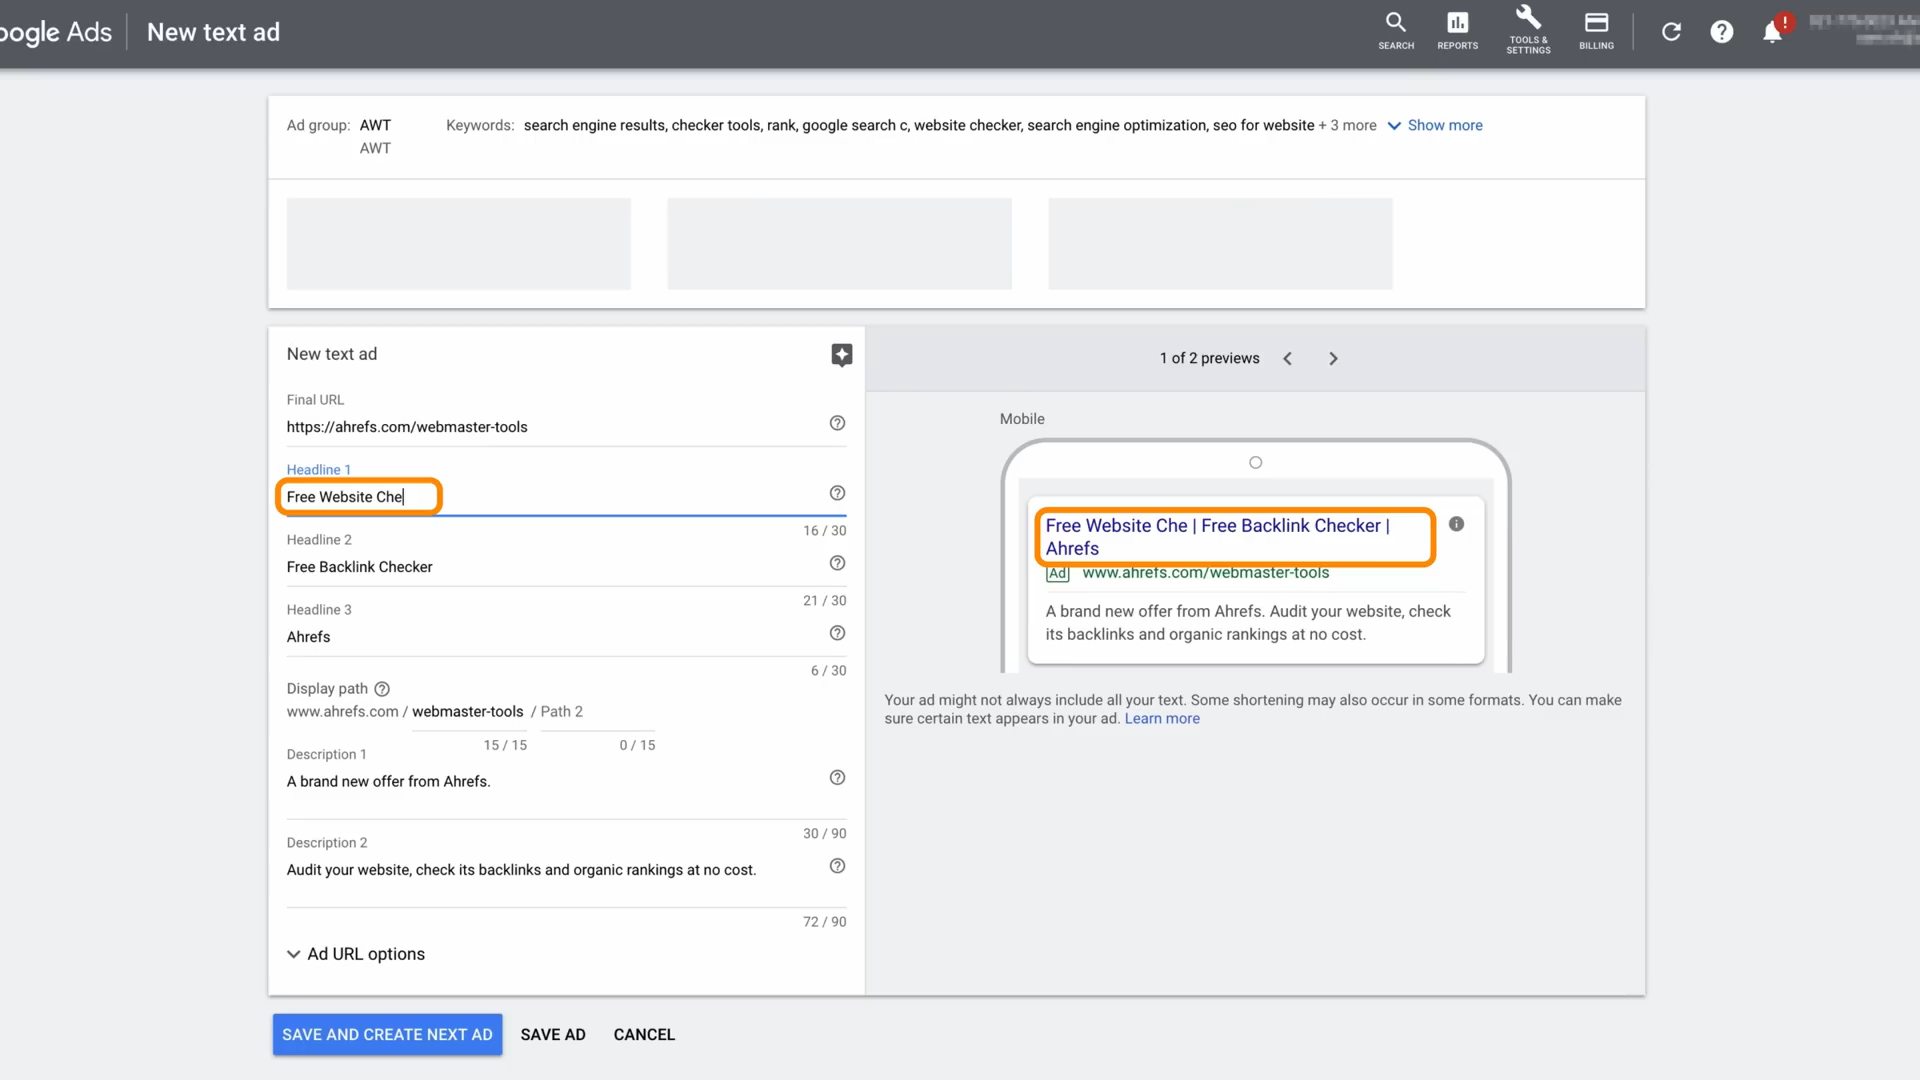 oogle Ads New text ad
SEARCH REPORTS TOOLS & SETTINGS BILLING
Ad group: AWT Keywords: search engine results, checker tools, rank, google search c, website checker, search engine optimization, seo for website + 3 more Show more
AWT
New text ad
Final URL
https://ahrefs.com/webmaster-tools
Headline 1
Free Website Che
16 / 30
Headline 2
Free Backlink Checker
21 / 30
Headline 3
Ahrefs
6 / 30
Display path
www.ahrefs.com / webmaster-tools / Path 2
15 / 15 0 / 15
Description 1
A brand new offer from Ahrefs.
30 / 90
Description 2
Audit your website, check its backlinks and organic rankings at no cost.
72 / 90
Ad URL options
1 of 2 previews
Mobile
Free Website Che | Free Backlink Checker |
Ahrefs
Ad www.ahrefs.com/webmaster-tools
A brand new offer from Ahrefs. Audit your website, check
its backlinks and organic rankings at no cost.
Your ad might not always include all your text. Some shortening may also occur in some formats. You can make
sure certain text appears in your ad. Learn more
SAVE AND CREATE NEXT AD SAVE AD CANCEL